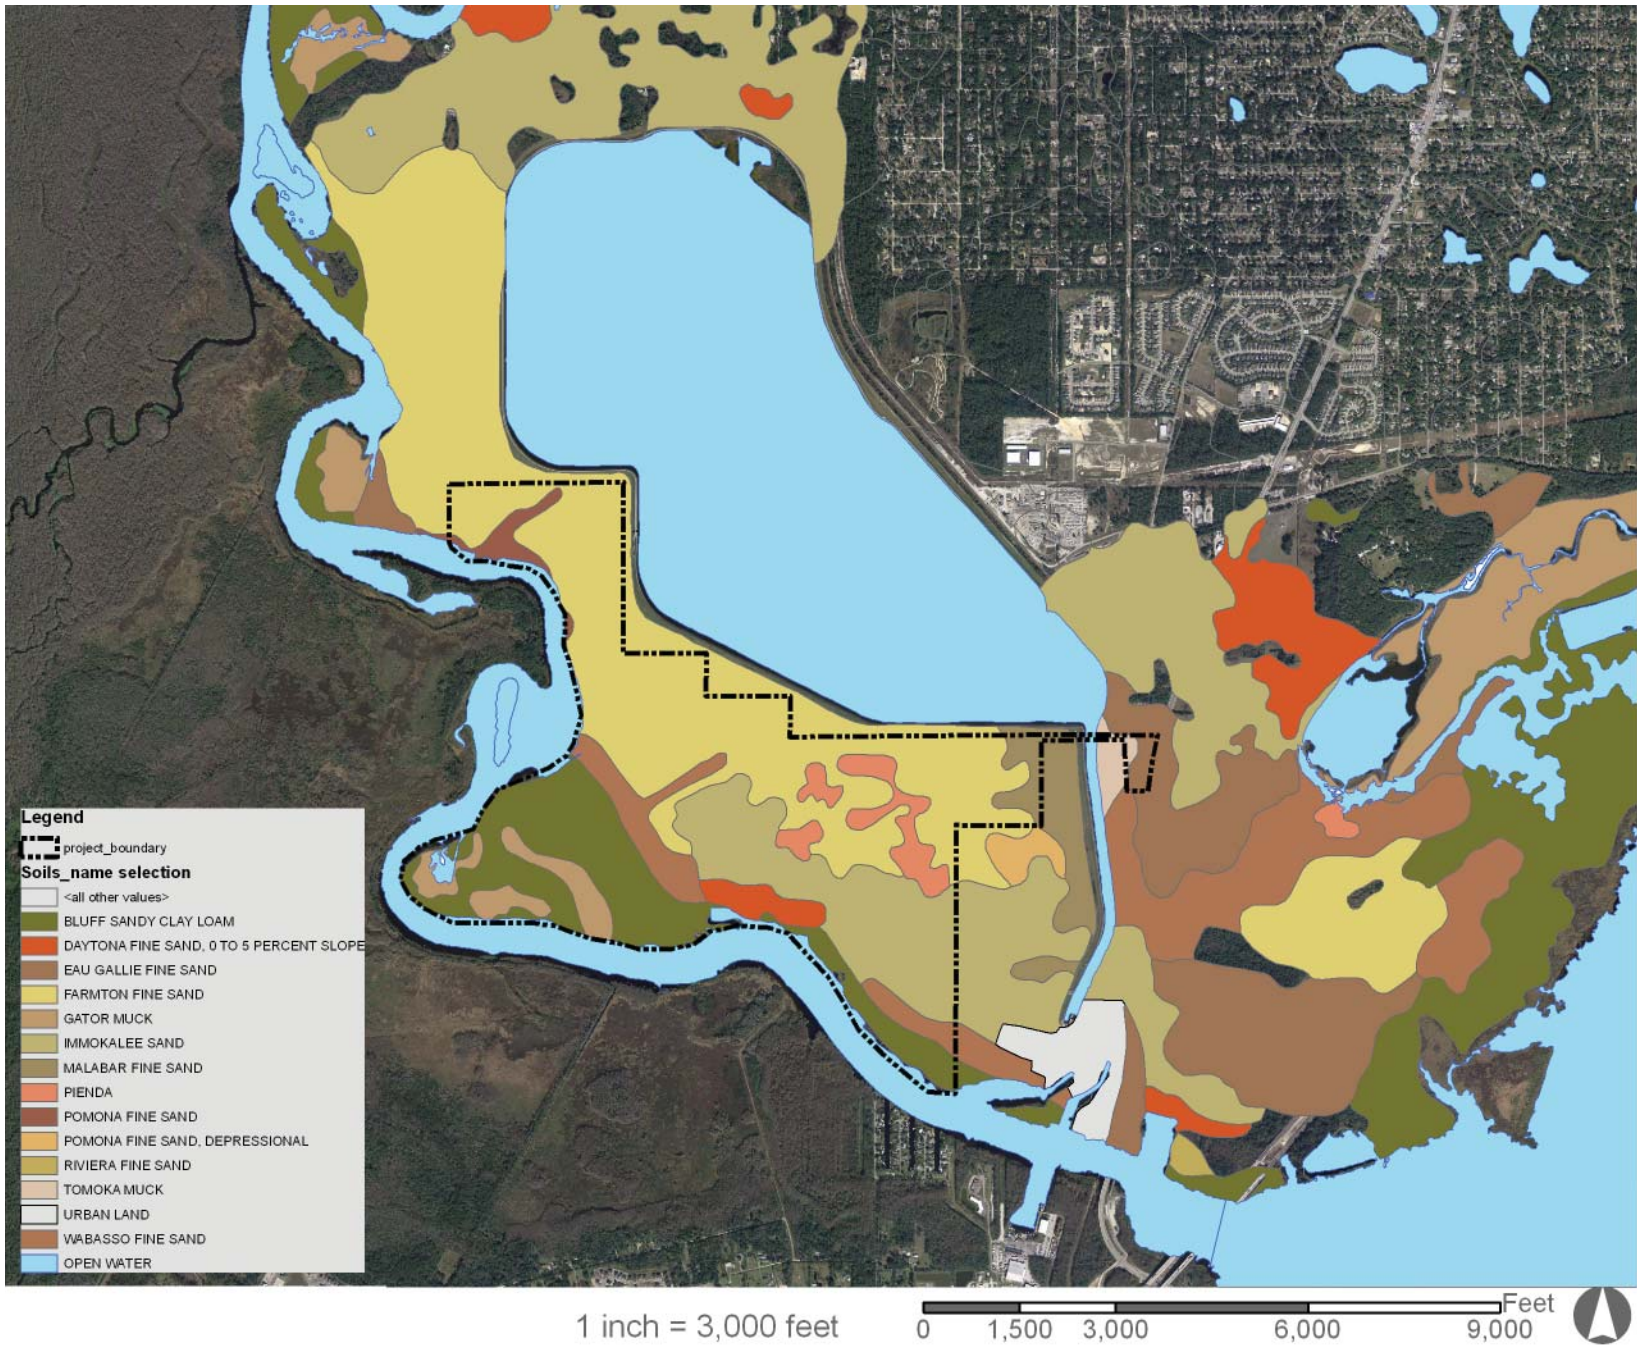 Legend
project_boundary
Soils_name selection
<all other values>
BLUFF SANDY CLAY LOAM
DAYTONA FINE SAND, 0 TO 5 PERCENT SLOPE
EAU GALLIE FINE SAND
FARMTON FINE SAND
GATOR MUCK
IMMOKALEE SAND
MALABAR FINE SAND
PIENDA
POMONA FINE SAND
POMONA FINE SAND, DEPRESSIONAL
RIVIERA FINE SAND
TOMOKA MUCK
URBAN LAND
WABASSO FINE SAND
OPEN WATER
1 inch = 3,000 feet
Feet
0 1,500 3,000 6,000 9,000